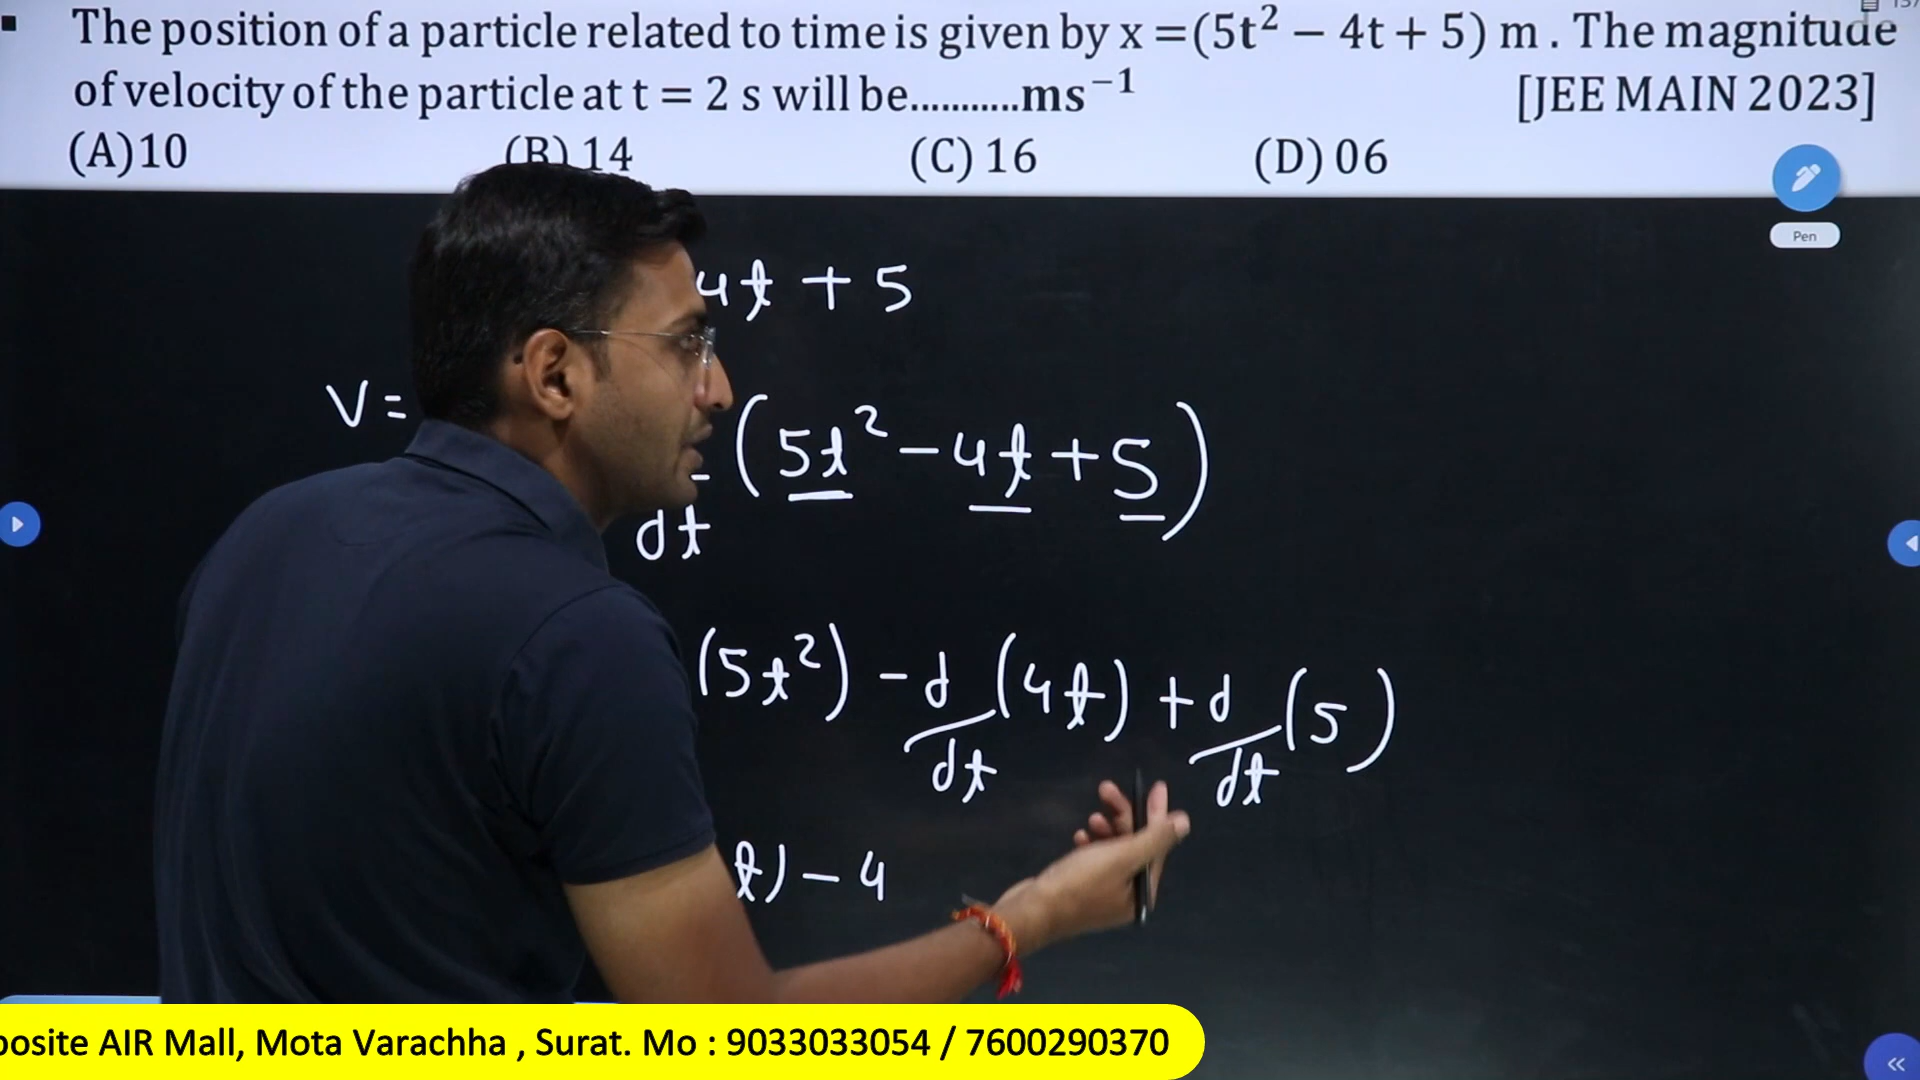 The position of a particle related to time is given by x = (5t² − 4t + 5) m . The magnitude
of velocity of the particle at t = 2 s will be...........ms⁻¹ [JEE MAIN 2023]
(A)10 (B) 14 (C) 16 (D) 06
Pen
4t + 5
V =
dt (5t² − 4t + 5)
(5t²) − d/dt (4t) + d/dt (5)
t) − 4
posite AIR Mall, Mota Varachha , Surat. Mo : 9033033054 / 7600290370